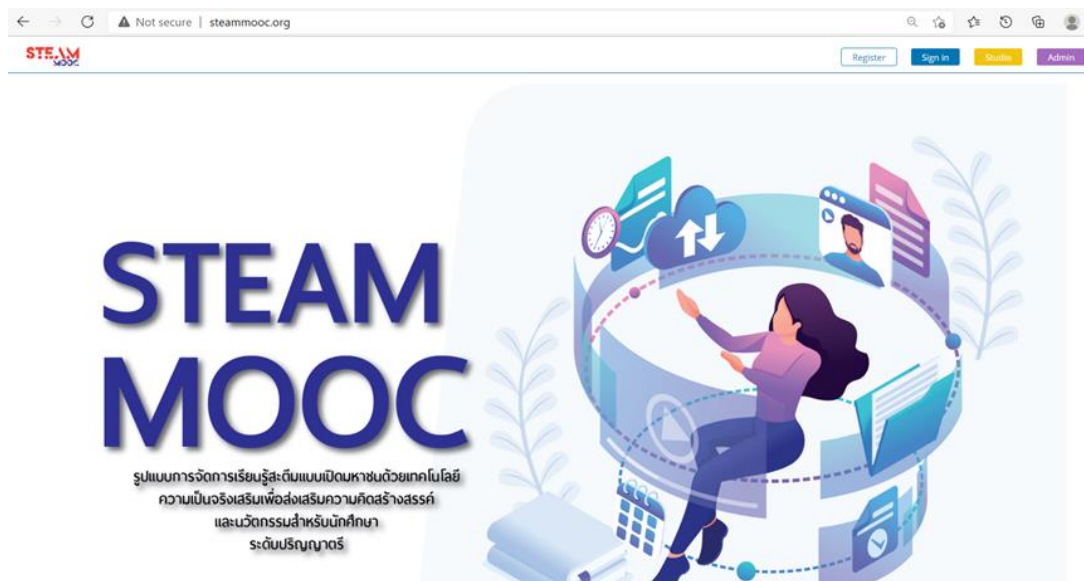 Not secure | steammooc.org
STEAM
MOOC
Register
Sign in
Studio
Admin
STEAM
MOOC
รูปแบบการจัดการเรียนรู้สะตีมแบบเปิดมหาชนด้วยเทคโนโลยี
ความเป็นจริงเสริมเพื่อส่งเสริมความคิดสร้างสรรค์
และนวัตกรรมสำหรับนักศึกษา
ระดับปริญญาตรี